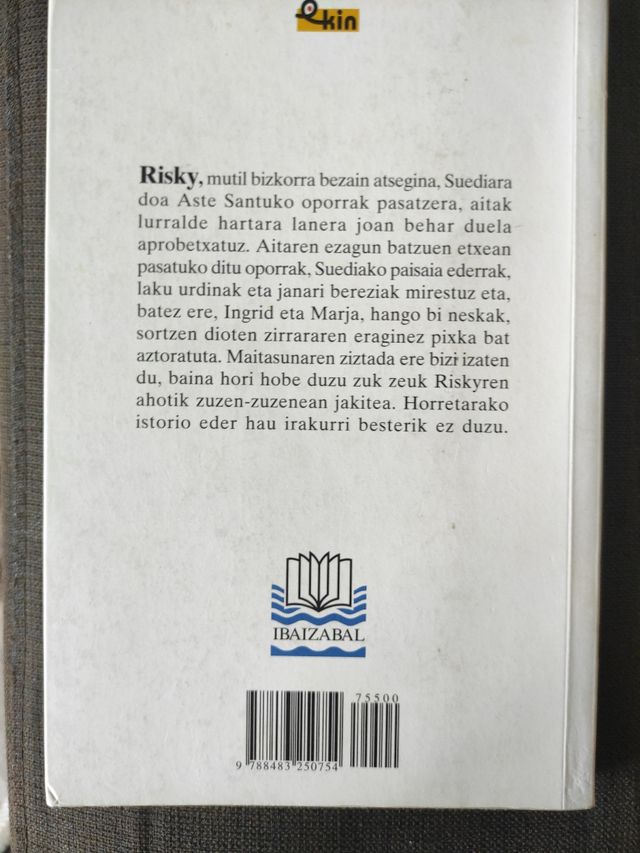 ekin
Risky, mutil bizkorra bezain atsegina, Suediara
doa Aste Santuko oporrak pasatzera, aitak
lurralde hartara lanera joan behar duela
aprobetxatuz. Aitaren ezagun batzuen etxean
pasatuko ditu oporrak, Suediako paisaia ederrak,
laku urdinak eta janari bereziak mirestuz eta,
batez ere, Ingrid eta Marja, hango bi neskak,
sortzen dioten zirrararen eraginez pixka bat
aztoratuta. Maitasunaren ziztada ere bizi izaten
du, baina hori hobe duzu zuk zeuk Riskyren
ahotik zuzen-zuzenean jakitea. Horretarako
istorio eder hau irakurri besterik ez duzu.
IBAIZABAL
75500
9 788483 250754